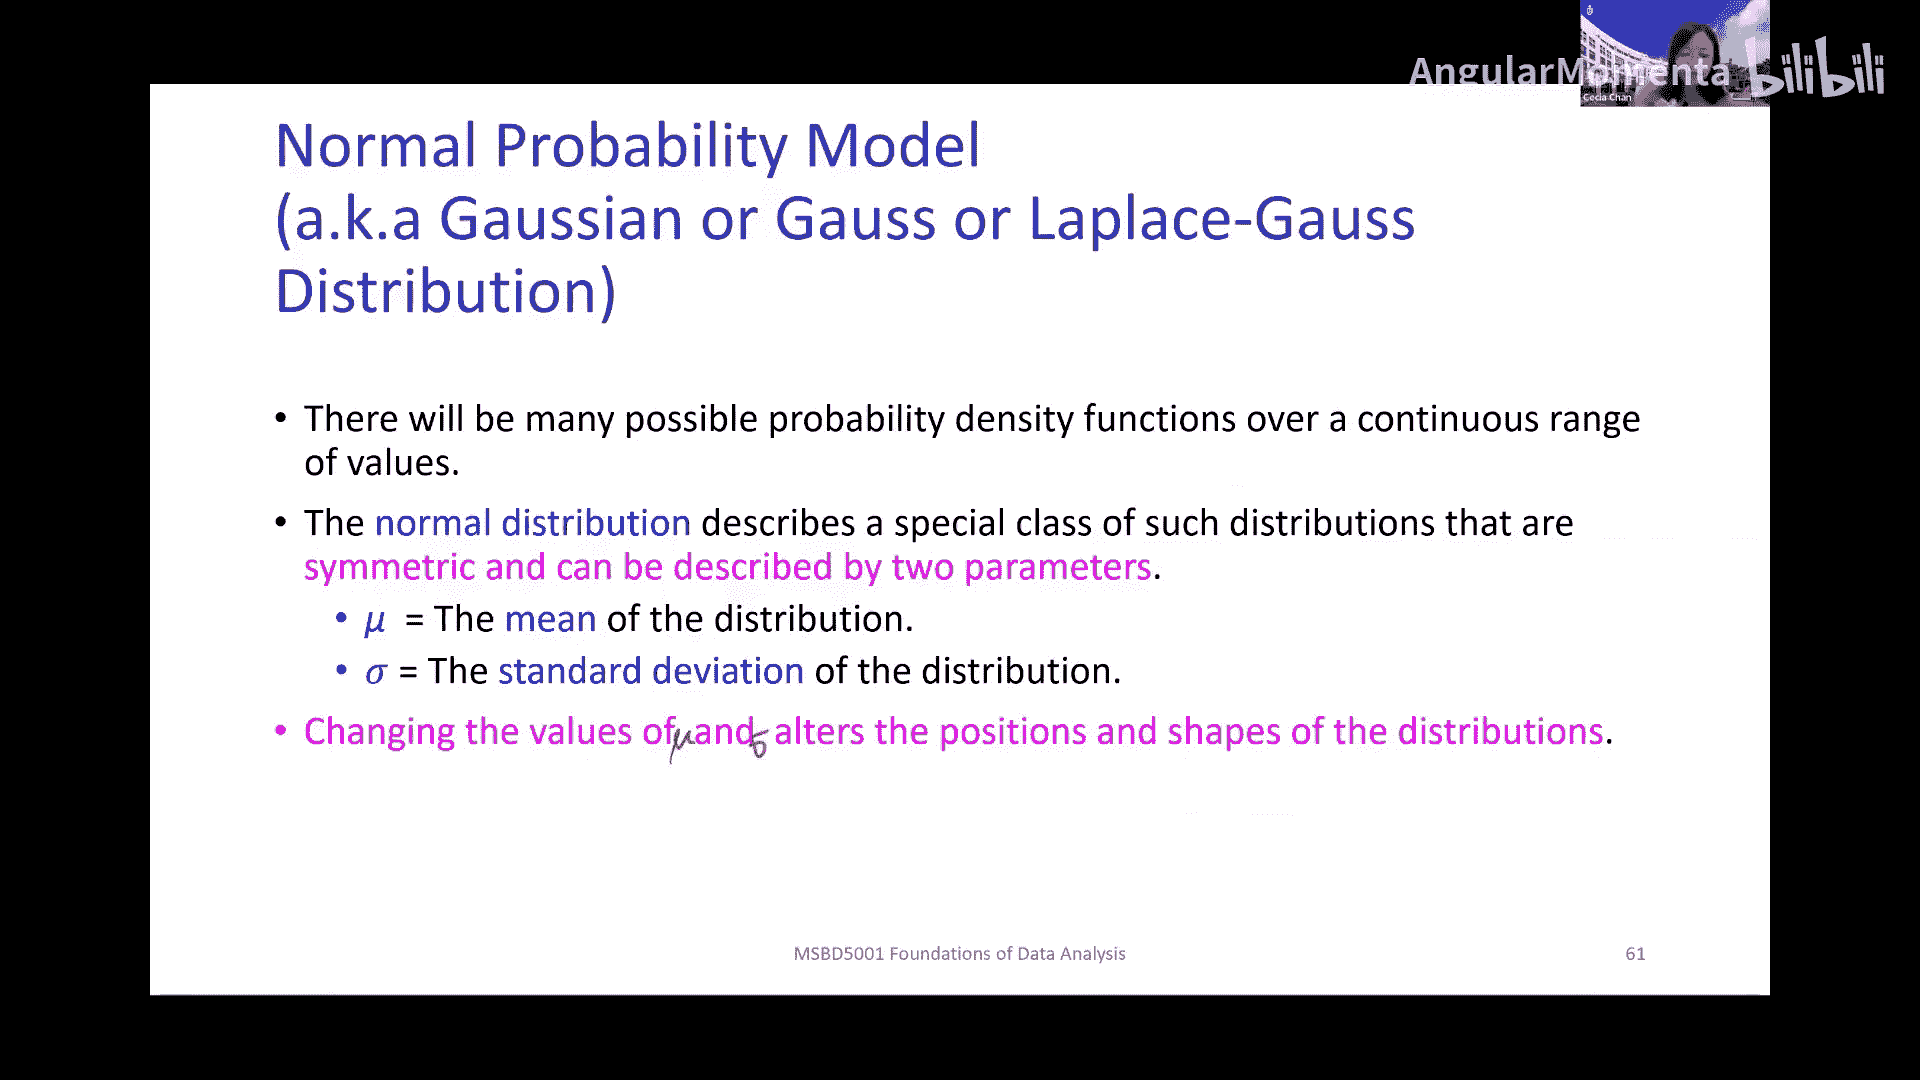 AngularMomenta bilibili
Cecia Chan
Normal Probability Model
(a.k.a Gaussian or Gauss or Laplace-Gauss
Distribution)
• There will be many possible probability density functions over a continuous range
of values.
• The normal distribution describes a special class of such distributions that are
symmetric and can be described by two parameters.
• μ = The mean of the distribution.
• σ = The standard deviation of the distribution.
• Changing the values of μ and σ alters the positions and shapes of the distributions.
MSBD5001 Foundations of Data Analysis
61